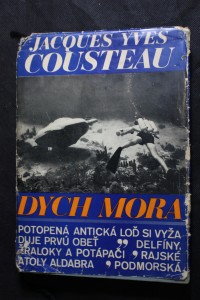 JACQUES YVES
COUSTEAU
DYCH MORA
POTOPENÁ ANTICKÁ LOĎ SI VYŽA
DUJE PRVÚ OBEŤ ,, DELFÍNY,
ŽRALOKY A POTÁPAČI , RAJSKÉ
ATOLY ALDABRA , PODMORSKÁ